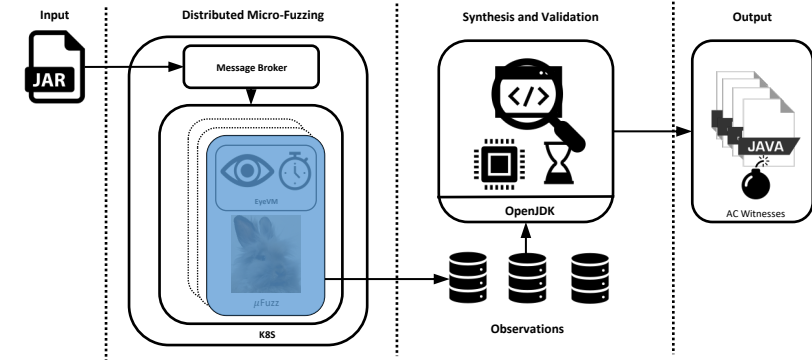 Input
Distributed Micro-Fuzzing
Synthesis and Validation
Output
JAR
Message Broker
EyeVM
μFuzz
K8S
</>
OpenJDK
Observations
JAVA
AC Witnesses